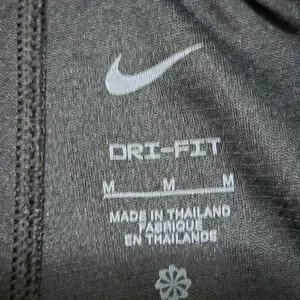 DRI-FIT
M M M
MADE IN THAILAND
FABRIQUE
EN THAILANDE